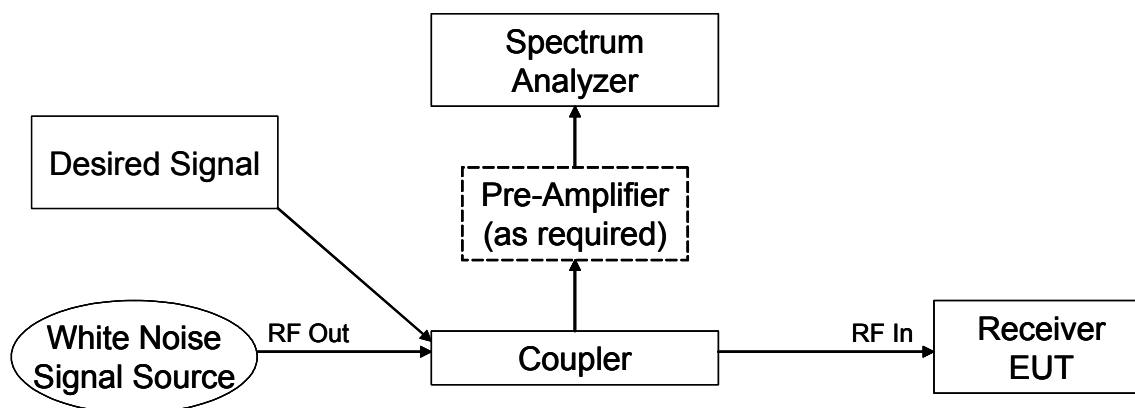 Spectrum
Analyzer
Desired Signal
Pre-Amplifier
(as required)
White Noise
Signal Source
RF Out
Coupler
RF In
Receiver
EUT